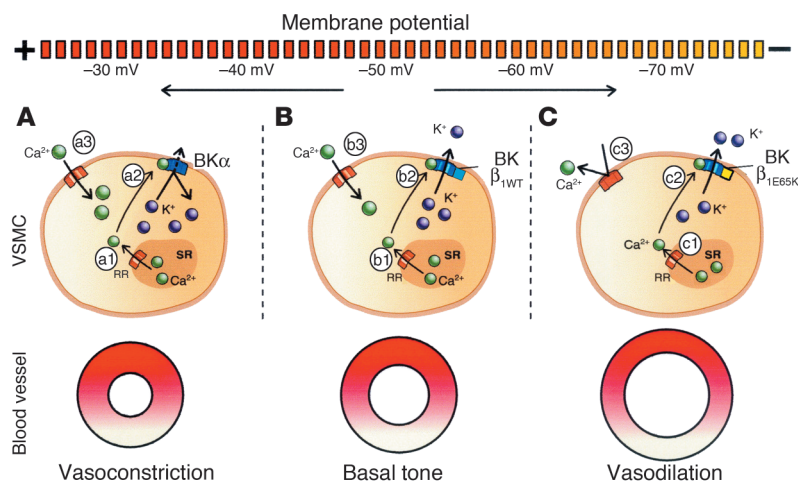 Membrane potential
+ −
–30 mV –40 mV –50 mV –60 mV –70 mV
A B C
VSMC
Ca²⁺
a3
a2
BKα
K⁺
a1
RR
SR
Ca²⁺
Ca²⁺
b3
K⁺
b2
BK
β1WT
K⁺
b1
RR
SR
Ca²⁺
c3
Ca²⁺
K⁺
c2
BK
β1E65K
K⁺
Ca²⁺
c1
RR
SR
Blood vessel
Vasoconstriction Basal tone Vasodilation